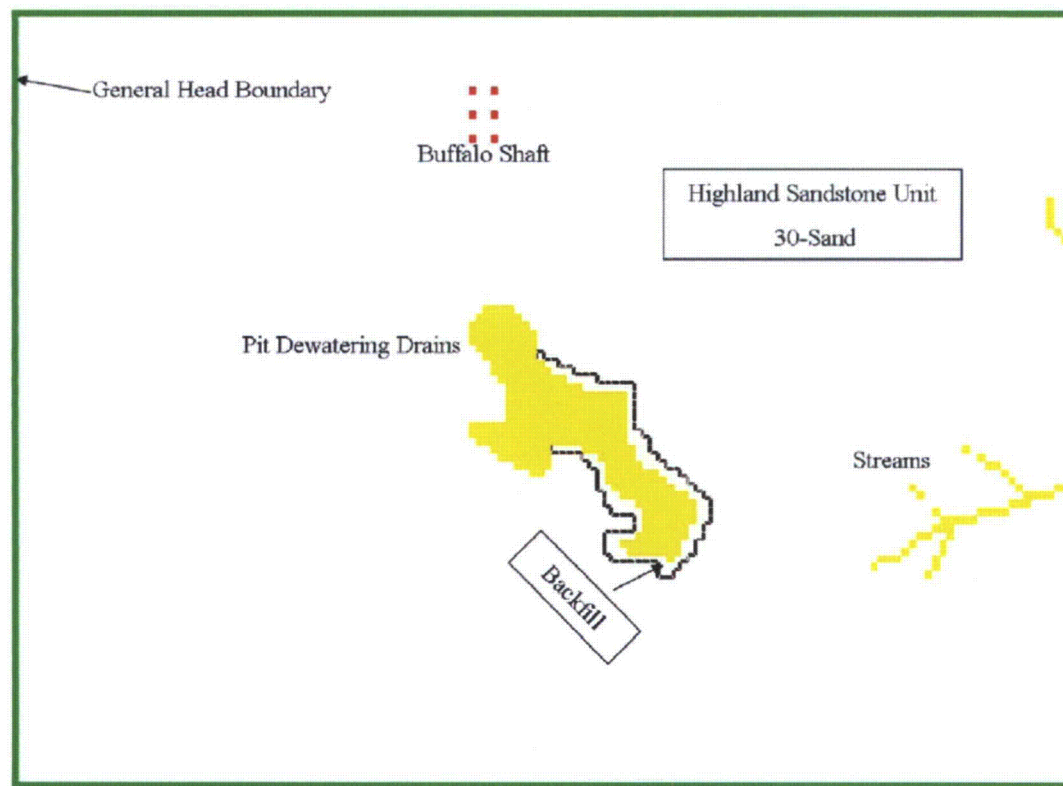 General Head Boundary
Buffalo Shaft
Highland Sandstone Unit
30-Sand
Pit Dewatering Drains
Streams
Backfill